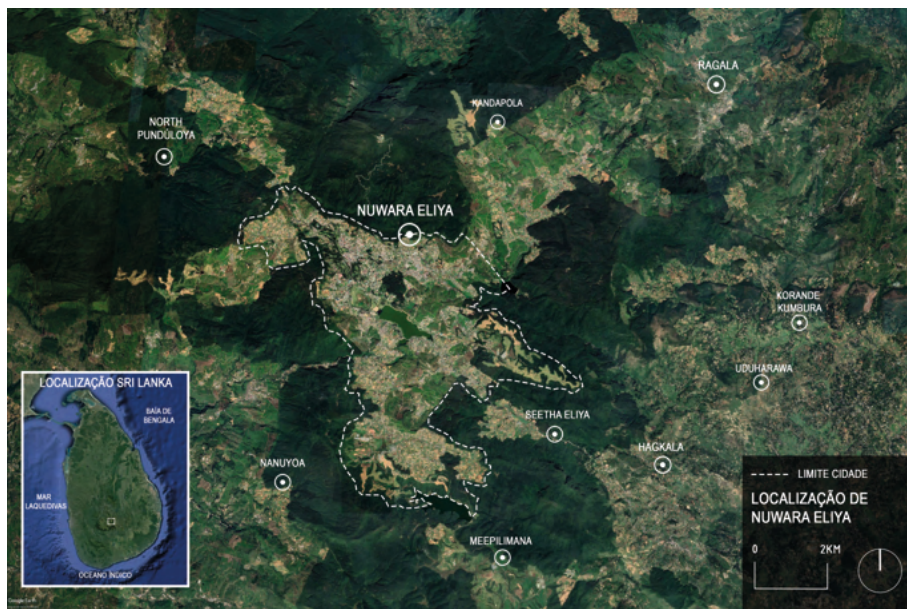 RAGALA
KANDAPOLA
NORTH
PUNDULOYA
NUWARA ELIYA
KORANDE
KUMBURA
UDUHARAWA
SEETHA ELIYA
HAGKALA
NANUYOA
MEEPILIMANA
LOCALIZAÇÃO SRI LANKA
BAÍA DE
BENGALA
MAR
LAQUEDIVAS
OCEANO ÍNDICO
LIMITE CIDADE
LOCALIZAÇÃO DE
NUWARA ELIYA
0 2KM